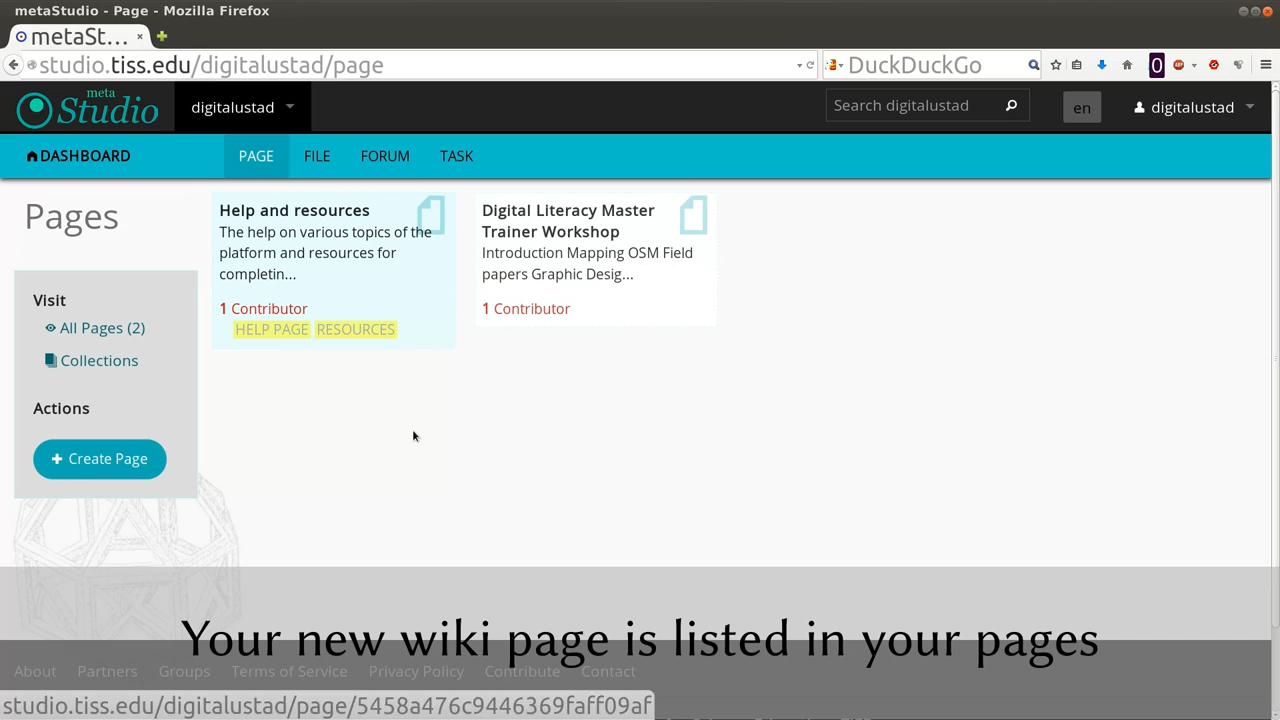 metaStudio - Page - Mozilla Firefox
metaSt...
studio.tiss.edu/digitalustad/page
DuckDuckGo
meta
Studio
digitalustad
Search digitalustad
en
digitalustad
DASHBOARD
PAGE
FILE
FORUM
TASK
Pages
Visit
All Pages (2)
Collections
Actions
Create Page
Help and resources
The help on various topics of the
platform and resources for
completin...
1 Contributor
HELP PAGE RESOURCES
Digital Literacy Master
Trainer Workshop
Introduction Mapping OSM Field
papers Graphic Desig...
1 Contributor
Your new wiki page is listed in your pages
About Partners Groups Terms of Service Privacy Policy Contribute Contact
studio.tiss.edu/digitalustad/page/5458a476c9446369faff09af